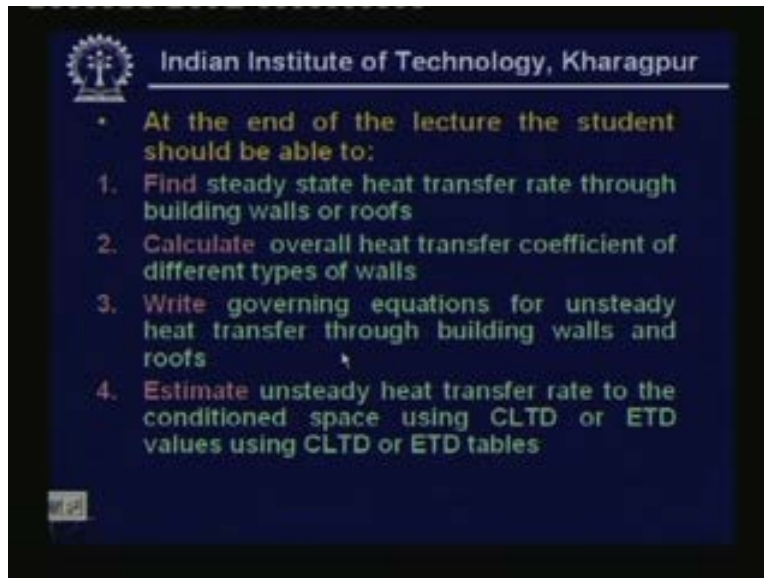 Indian Institute of Technology, Kharagpur
• At the end of the lecture the student
should be able to:
1. Find steady state heat transfer rate through
building walls or roofs
2. Calculate overall heat transfer coefficient of
different types of walls
3. Write governing equations for unsteady
heat transfer through building walls and
roofs
4. Estimate unsteady heat transfer rate to the
conditioned space using CLTD or ETD
values using CLTD or ETD tables